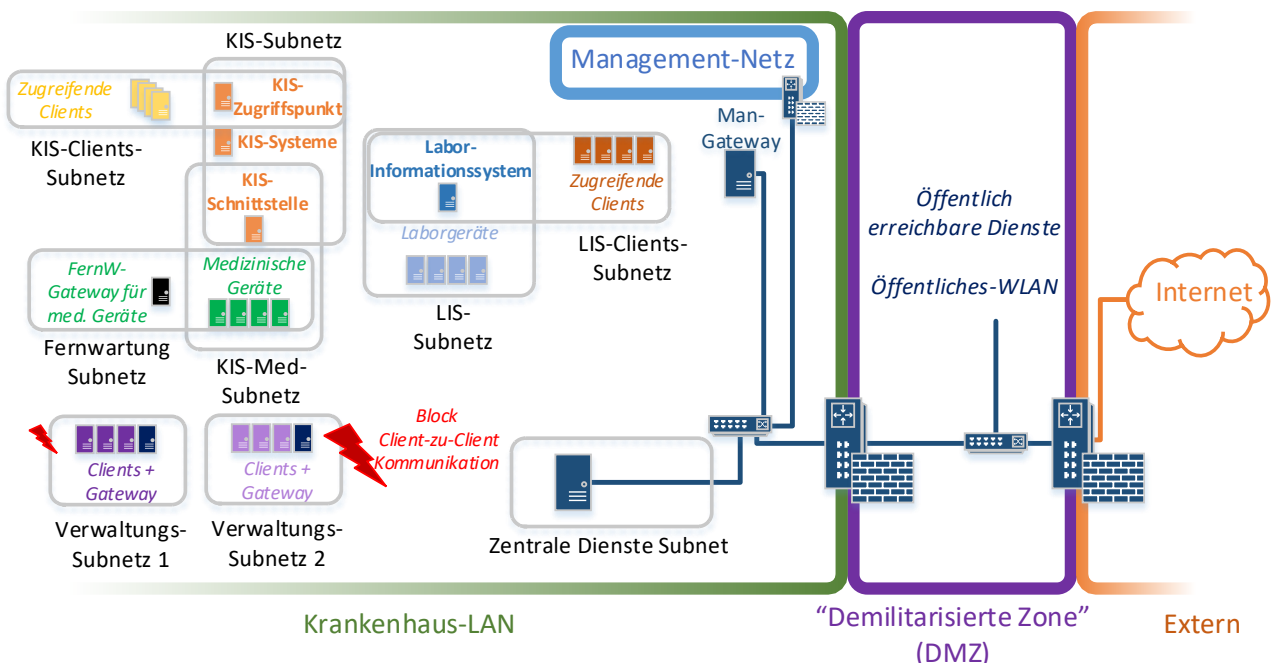 KIS-Subnetz
Zugreifende
Clients
KIS-
Zugriffspunkt
KIS-Systeme
KIS-Clients-
Subnetz
KIS-
Schnittstelle
FernW-
Gateway für
med. Geräte
Medizinische
Geräte
Fernwartung
Subnetz
KIS-Med-
Subnetz
Labor-
Informationssystem
Zugreifende
Clients
Laborgeräte
LIS-Clients-
Subnetz
LIS-
Subnetz
Management-Netz
Man-
Gateway
Clients +
Gateway
Verwaltungs-
Subnetz 1
Clients +
Gateway
Verwaltungs-
Subnetz 2
Block
Client-zu-Client
Kommunikation
Zentrale Dienste Subnet
Öffentlich
erreichbare Dienste
Öffentliches-WLAN
Internet
Krankenhaus-LAN
“Demilitarisierte Zone”
(DMZ)
Extern